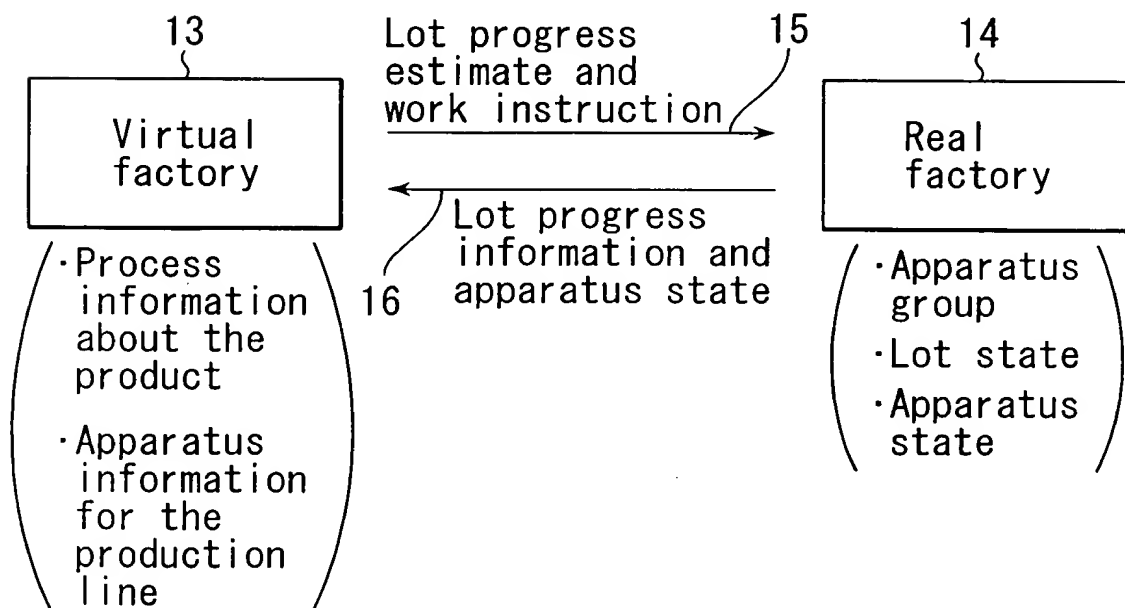 13
Virtual
factory
·Process
information
about the
product
·Apparatus
information
for the
production
line
Lot progress
estimate and
work instruction
15
16
Lot progress
information and
apparatus state
14
Real
factory
·Apparatus
group
·Lot state
·Apparatus
state